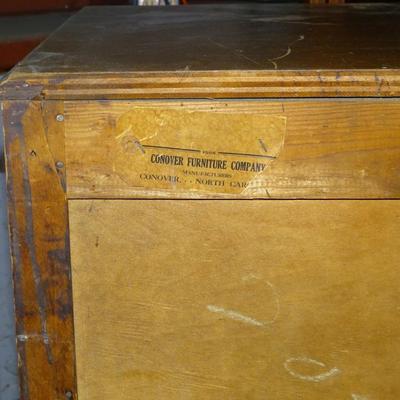 FROM
CONOVER FURNITURE COMPANY
MANUFACTURERS
CONOVER, . . NORTH CAR